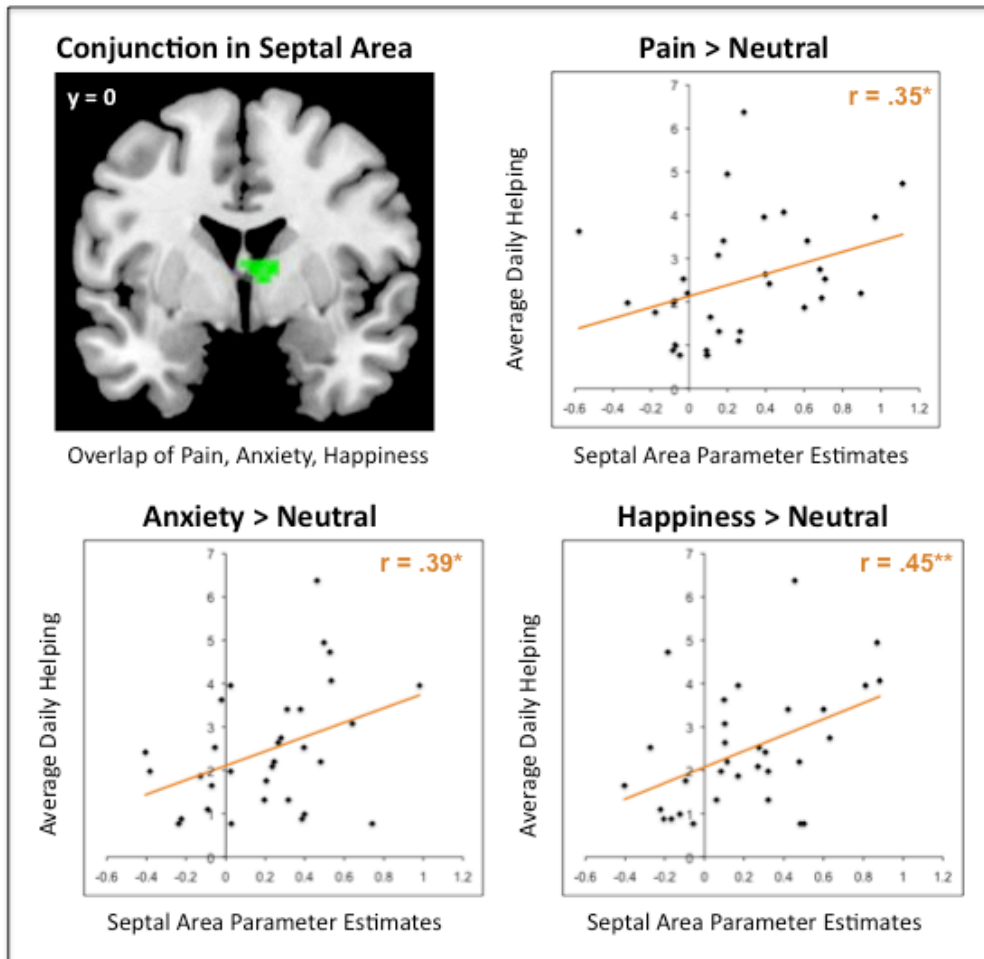 Conjunction in Septal Area
y = 0
Overlap of Pain, Anxiety, Happiness
Pain > Neutral
r = .35*
Average Daily Helping
7
6
5
4
3
2
1
0
-0.6 -0.4 -0.2 0 0.2 0.4 0.6 0.8 1 1.2
Septal Area Parameter Estimates
Anxiety > Neutral
r = .39*
Average Daily Helping
7
6
5
4
3
2
1
0
-0.6 -0.4 -0.2 0 0.2 0.4 0.6 0.8 1 1.2
Septal Area Parameter Estimates
Happiness > Neutral
r = .45**
Average Daily Helping
7
6
5
4
3
2
1
0
-0.6 -0.4 -0.2 0 0.2 0.4 0.6 0.8 1 1.2
Septal Area Parameter Estimates